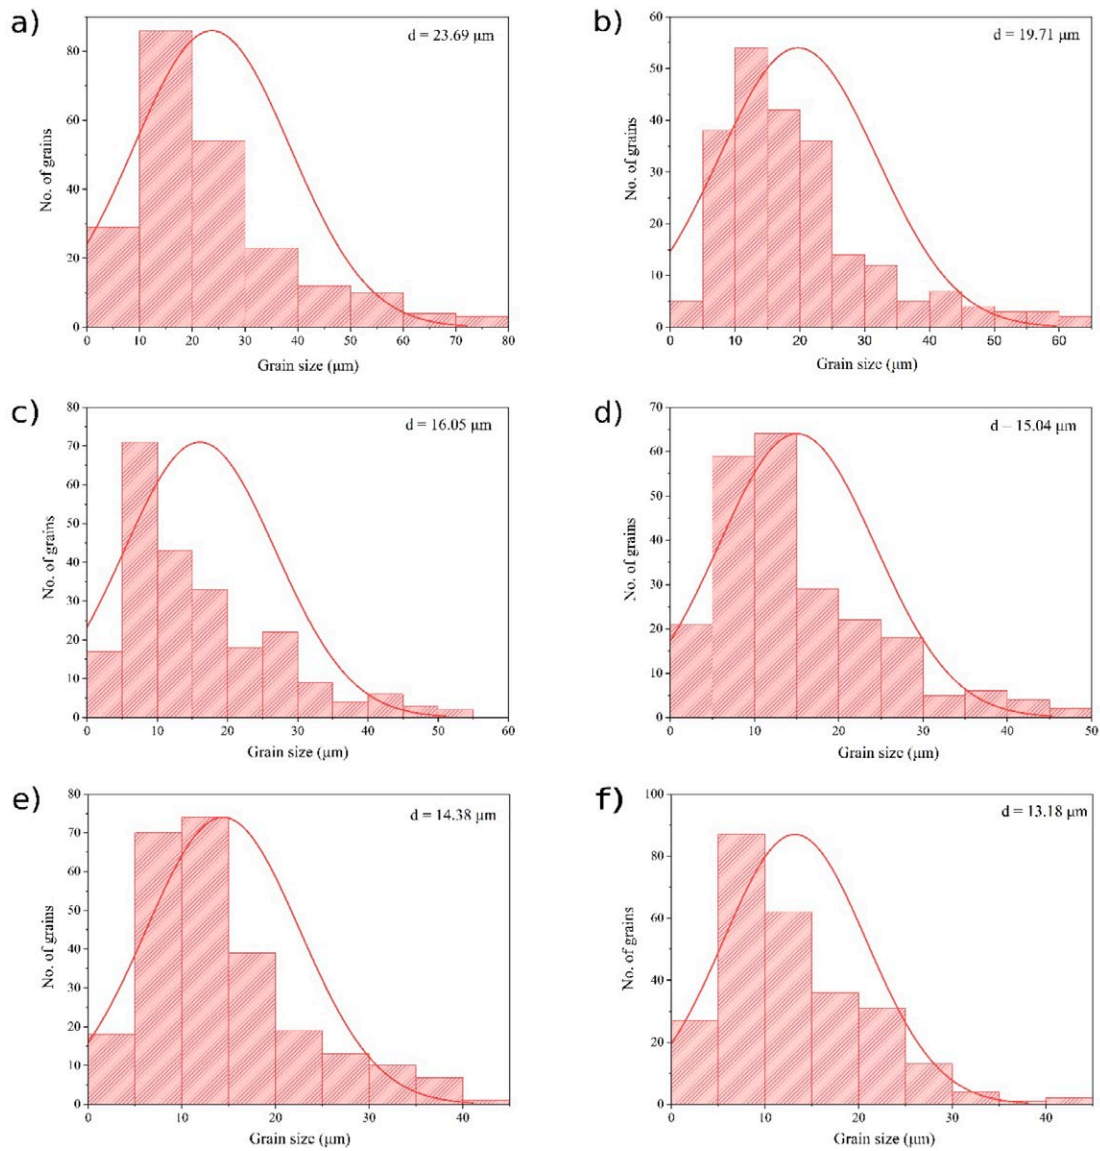 a)
d = 23.69 μm
80
60
40
20
0
No. of grains
0 10 20 30 40 50 60 70 80
Grain size (μm)
b)
d = 19.71 μm
60
50
40
30
20
10
0
No. of grains
0 10 20 30 40 50 60
Grain size (μm)
c)
d = 16.05 μm
80
70
60
50
40
30
20
10
0
No. of grains
0 10 20 30 40 50 60
Grain size (μm)
d)
d – 15.04 μm
70
60
50
40
30
20
10
0
No. of grains
0 10 20 30 40 50
Grain size (μm)
e)
d = 14.38 μm
80
70
60
50
40
30
20
10
0
No. of grains
0 10 20 30 40
Grain size (μm)
f)
d = 13.18 μm
100
80
60
40
20
0
No. of grains
0 10 20 30 40
Grain size (μm)